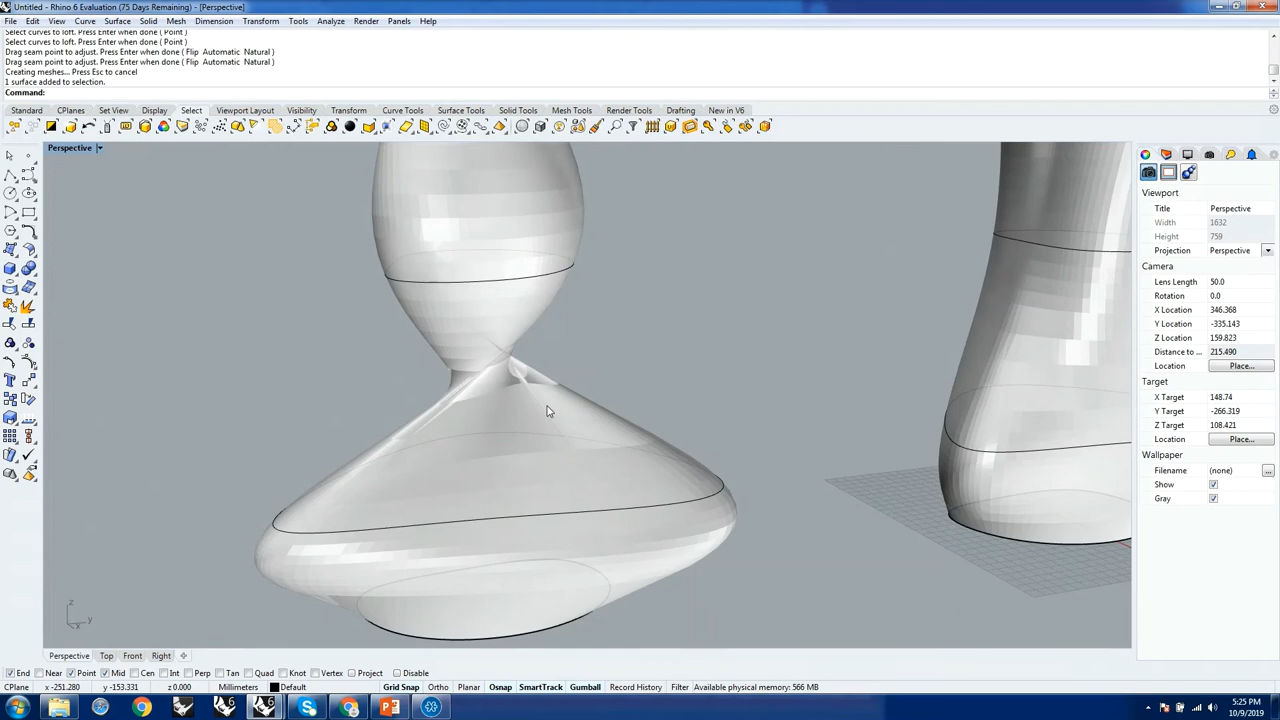 Untitled - Rhino 6 Evaluation (75 Days Remaining) - [Perspective]
File Edit View Curve Surface Solid Mesh Dimension Transform Tools Analyze Render Panels Help
Select curves to loft. Press Enter when done ( Point )
Select curves to loft. Press Enter when done ( Point )
Drag seam point to adjust. Press Enter when done ( Flip Automatic Natural )
Drag seam point to adjust. Press Enter when done ( Flip Automatic Natural )
Creating meshes... Press Esc to cancel
1 surface added to selection.
Command:
Standard CPlanes Set View Display Select Viewport Layout Visibility Transform Curve Tools Surface Tools Solid Tools Mesh Tools Render Tools Drafting New in V6
Perspective
Viewport
Title Perspective
Width 1632
Height 759
Projection Perspective
Camera
Lens Length 50.0
Rotation 0.0
X Location 346.368
Y Location -335.143
Z Location 159.823
Distance to ... 215.490
Location Place...
Target
X Target 148.74
Y Target -266.319
Z Target 108.421
Location Place...
Wallpaper
Filename (none) ...
Show
Gray
z
y
x
Perspective Top Front Right
End Near Point Mid Cen Int Perp Tan Quad Knot Vertex Project Disable
CPlane x -251.280 y -153.331 z 0.000 Millimeters Default Grid Snap Ortho Planar Osnap SmartTrack Gumball Record History Filter Available physical memory: 566 MB
5:25 PM
10/9/2019